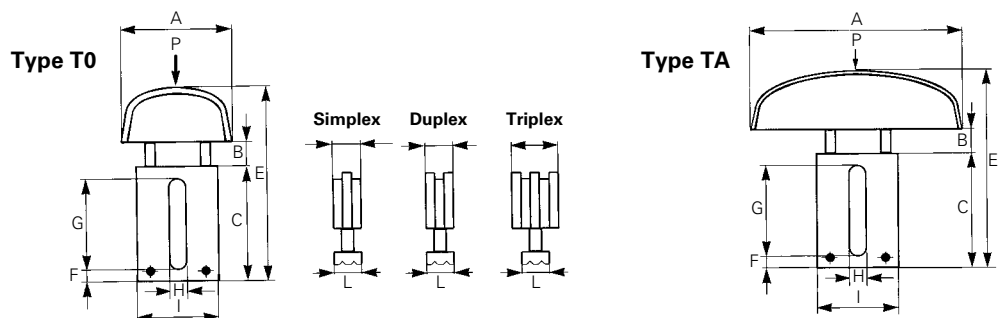 Type T0
A
P
B
E
C
G
F
H
I
Simplex
Duplex
Triplex
L
L
L
Type TA
A
P
B
E
C
G
F
H
I